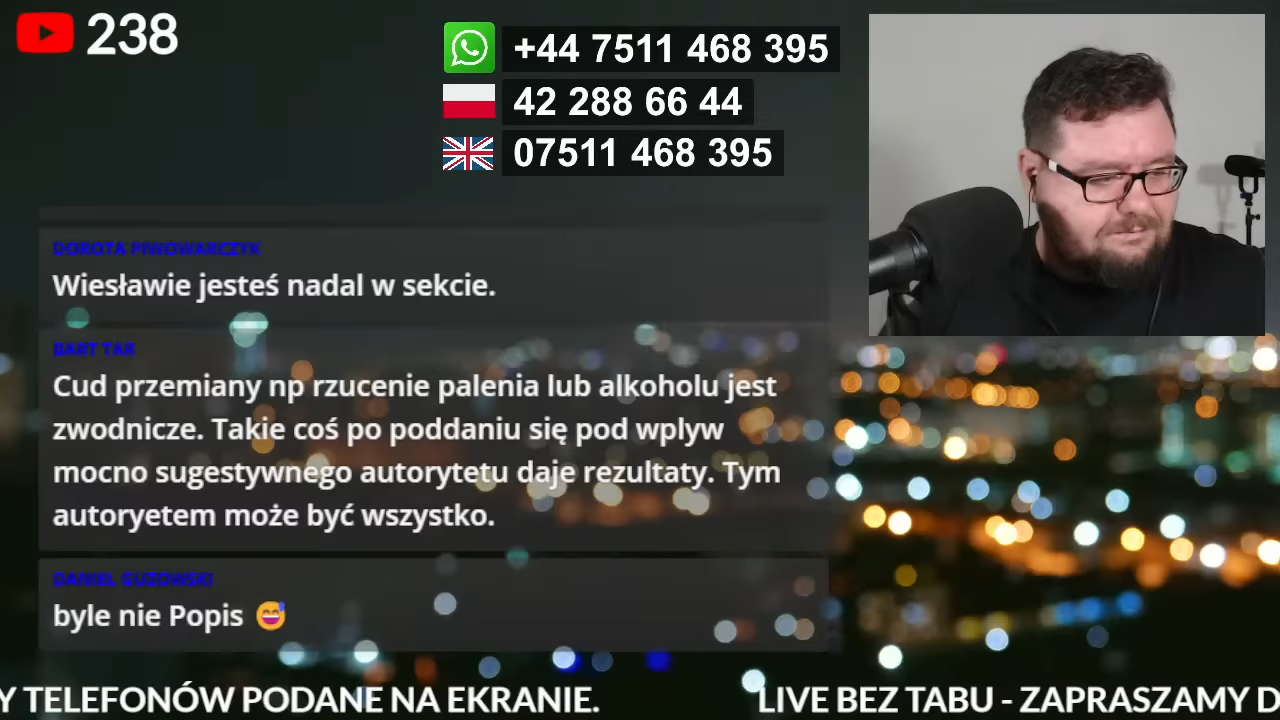 238
+44 7511 468 395
42 288 66 44
07511 468 395
DOROTA PIWOWARCZYK
Wiesławie jesteś nadal w sekcie.
BART TAR
Cud przemiany np rzucenie palenia lub alkoholu jest
zwodnicze. Takie coś po poddaniu się pod wplyw
mocno sugestywnego autorytetu daje rezultaty. Tym
autoryetem może być wszystko.
DANIEL GUZOWSKI
byle nie Popis 😅
Y TELEFONÓW PODANE NA EKRANIE. LIVE BEZ TABU - ZAPRASZAMY D